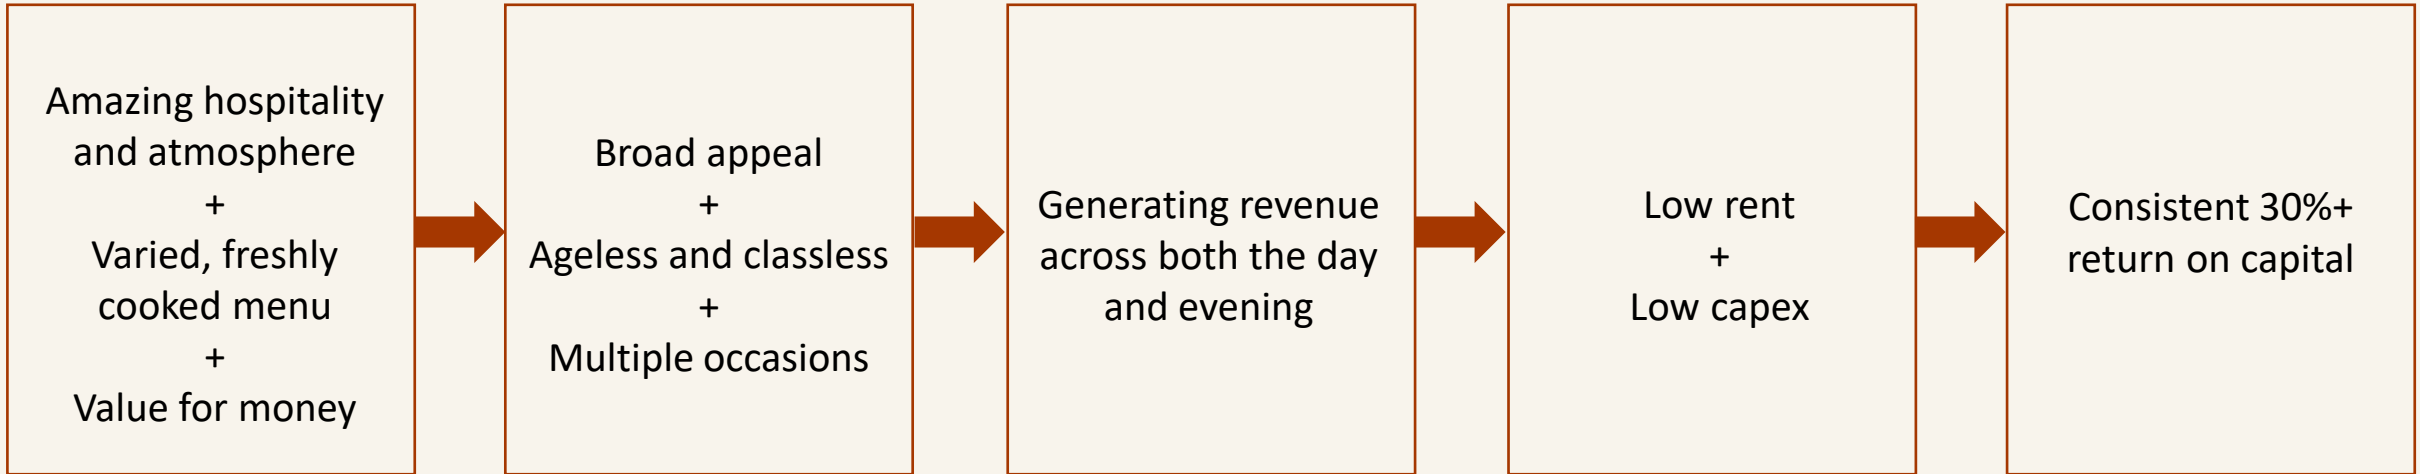 Amazing hospitality
and atmosphere
+
Varied, freshly
cooked menu
+
Value for money
Broad appeal
+
Ageless and classless
+
Multiple occasions
Generating revenue
across both the day
and evening
Low rent
+
Low capex
Consistent 30%+
return on capital